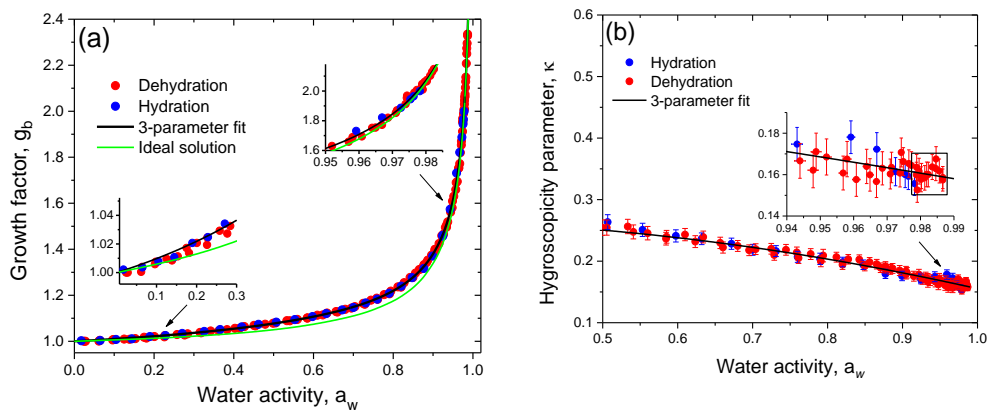 (a)
Growth factor, g_b
2.4
2.2
2.0
1.8
1.6
1.4
1.2
1.0
Dehydration
Hydration
3-parameter fit
Ideal solution
2.0
1.8
1.6
0.95 0.96 0.97 0.98
1.04
1.02
1.00
0.1 0.2 0.3
0.0 0.2 0.4 0.6 0.8 1.0
Water activity, a_w
(b)
Hygroscopicity parameter, κ
0.6
0.5
0.4
0.3
0.2
0.1
Hydration
Dehydration
3-parameter fit
0.18
0.16
0.14
0.94 0.95 0.96 0.97 0.98 0.99
0.5 0.6 0.7 0.8 0.9 1.0
Water activity, a_w